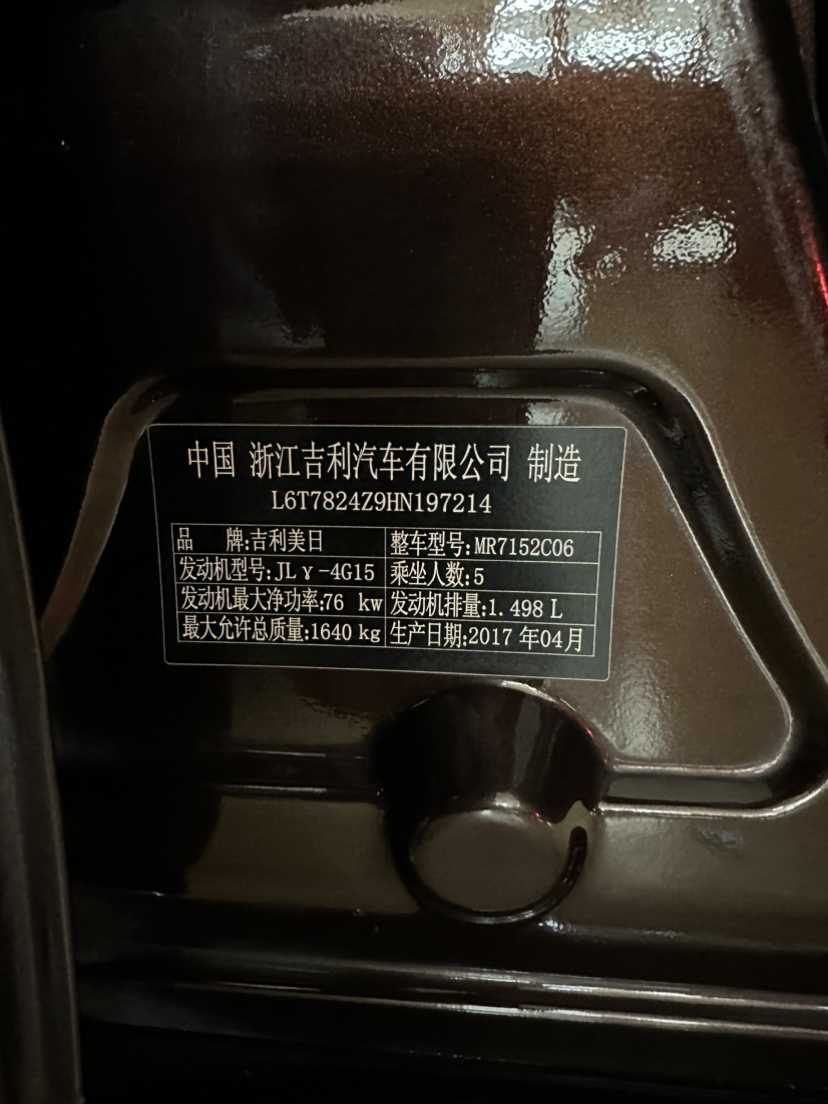 中国 浙江吉利汽车有限公司 制造
L6T7824Z9HN197214
品 牌:吉利美日 整车型号:MR7152C06
发动机型号:JLγ-4G15 乘坐人数:5
发动机最大净功率:76 kw 发动机排量:1.498 L
最大允许总质量:1640 kg 生产日期:2017 年04月